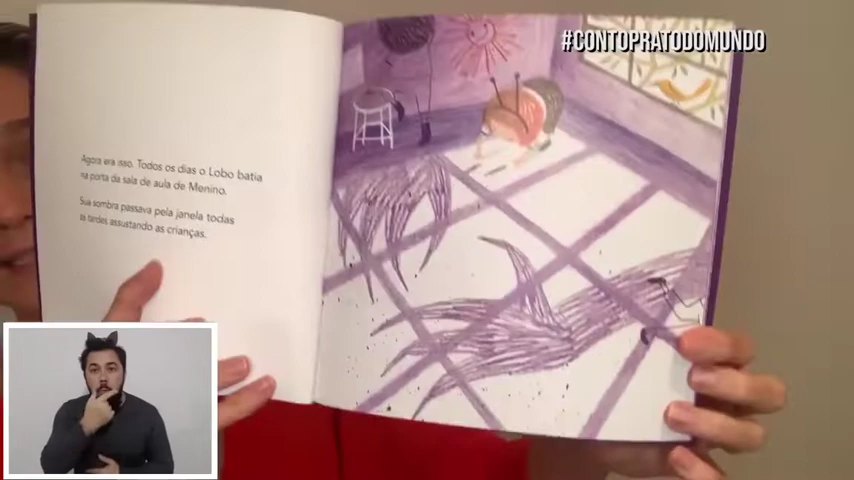 #CONTOPRATODOMUNDO
Agora era isso. Todos os dias o Lobo batia
na porta da sala de aula de Menino.
Sua sombra passava pela janela todas
as tardes assustando as crianças.